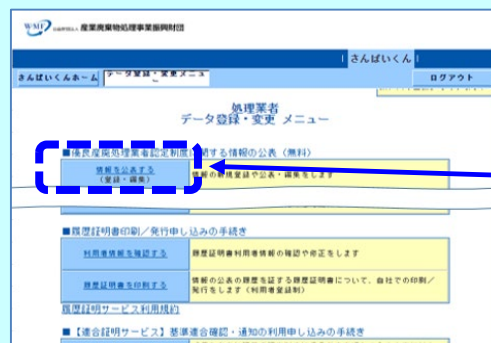 産業廃棄物処理事業振興財団
さんぱいくん
さんぱいくんホーム
データ登録・変更メニュー
ログアウト
処理業者
データ登録・変更 メニュー
■優良産廃処理業者認定制度に関する情報の公表(無料)
情報を公表する
(登録・編集)
情報の新規登録や公表・編集をします
■履歴証明書印刷/発行申し込みの手続き
利用者情報を確認する
履歴証明書利用者情報の確認や修正をします
履歴証明書を印刷する
情報の公表の履歴を証する履歴証明書について、自社での印刷/
発行をします(利用者登録制)
履歴証明サービス利用規約
■【適合証明サービス】基準適合確認・通知の利用申し込みの手続き